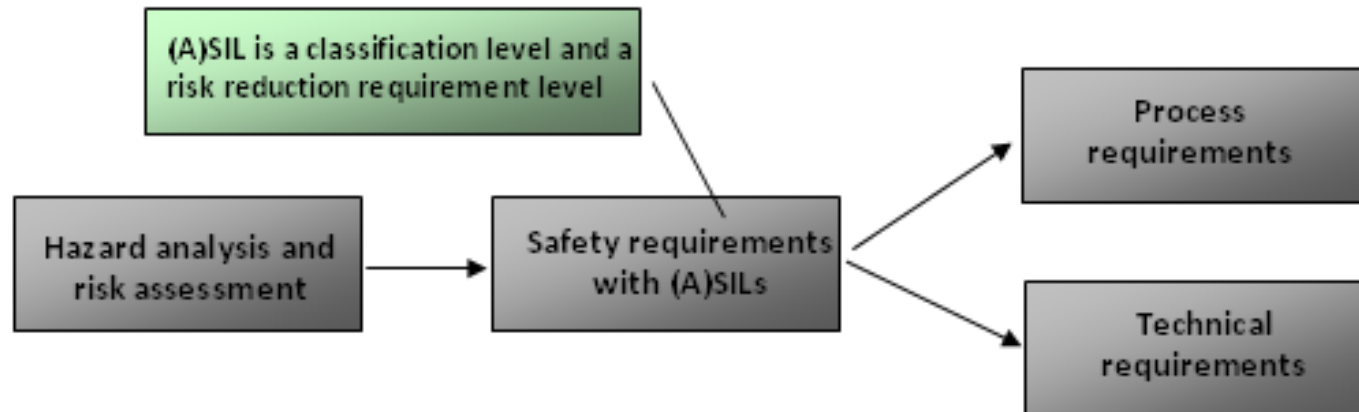 (A)SIL is a classification level and a
risk reduction requirement level
Hazard analysis and
risk assessment
Safety requirements
with (A)SILs
Process
requirements
Technical
requirements